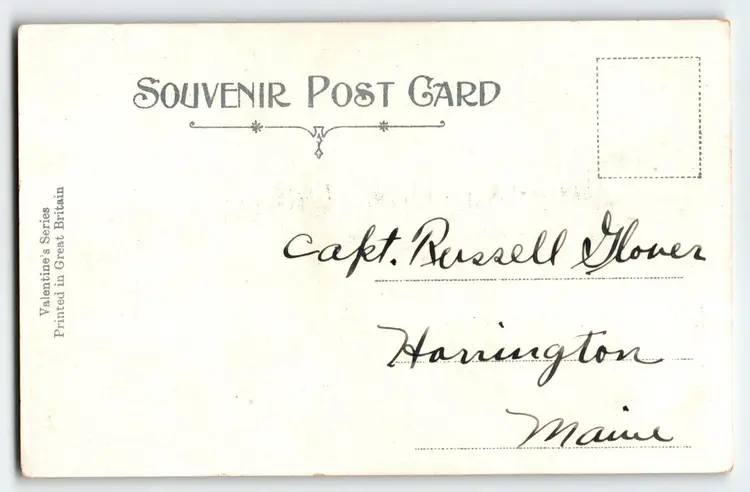 SOUVENIR POST CARD
Valentine's Series
Printed in Great Britain
Capt. Russell Glover
Harrington
Maine